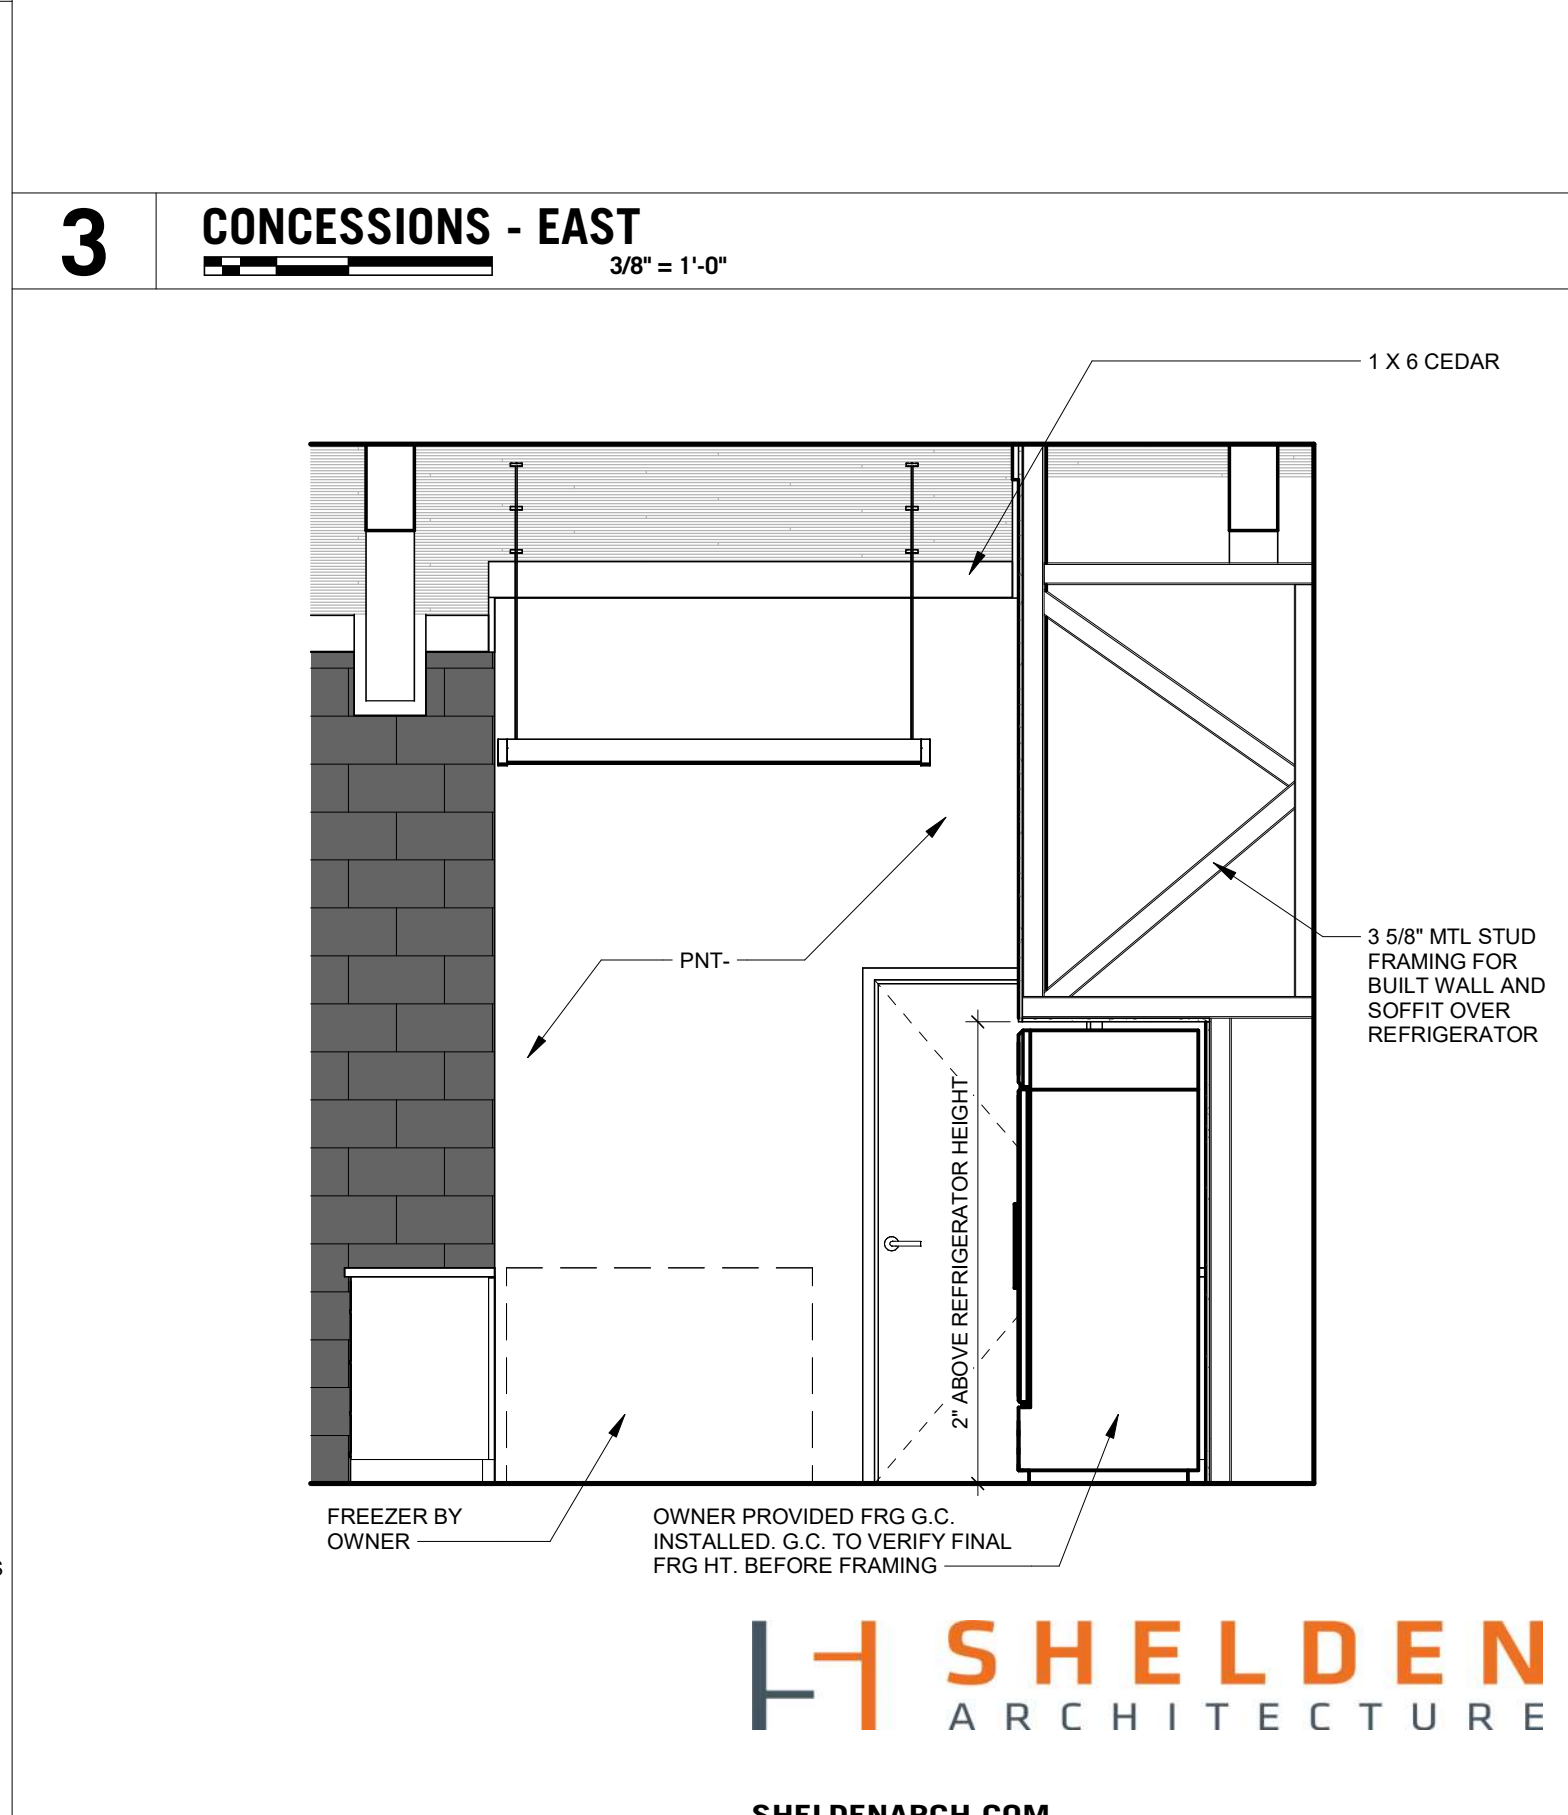 3
CONCESSIONS - EAST
3/8" = 1'-0"
1 X 6 CEDAR
PNT-
3 5/8" MTL STUD
FRAMING FOR
BUILT WALL AND
SOFFIT OVER
REFRIGERATOR
2" ABOVE REFRIGERATOR HEIGHT
FREEZER BY
OWNER
OWNER PROVIDED FRG G.C.
INSTALLED. G.C. TO VERIFY FINAL
FRG HT. BEFORE FRAMING
SHELDEN
ARCHITECTURE
SHELDENARCH.COM